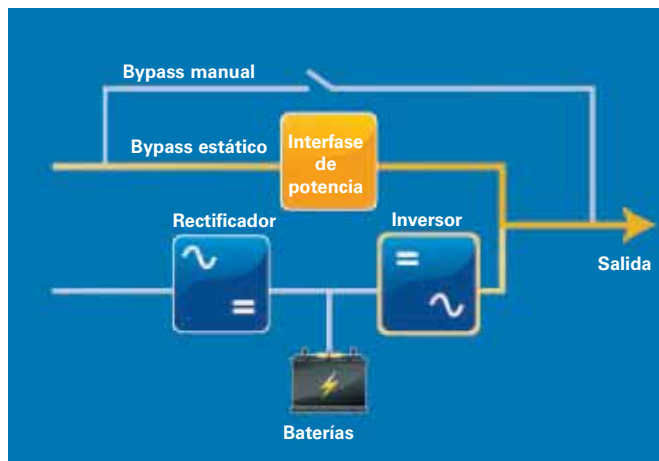 Bypass manual
Bypass estático
Interfase
de
potencia
Rectificador
Inversor
Salida
Baterías